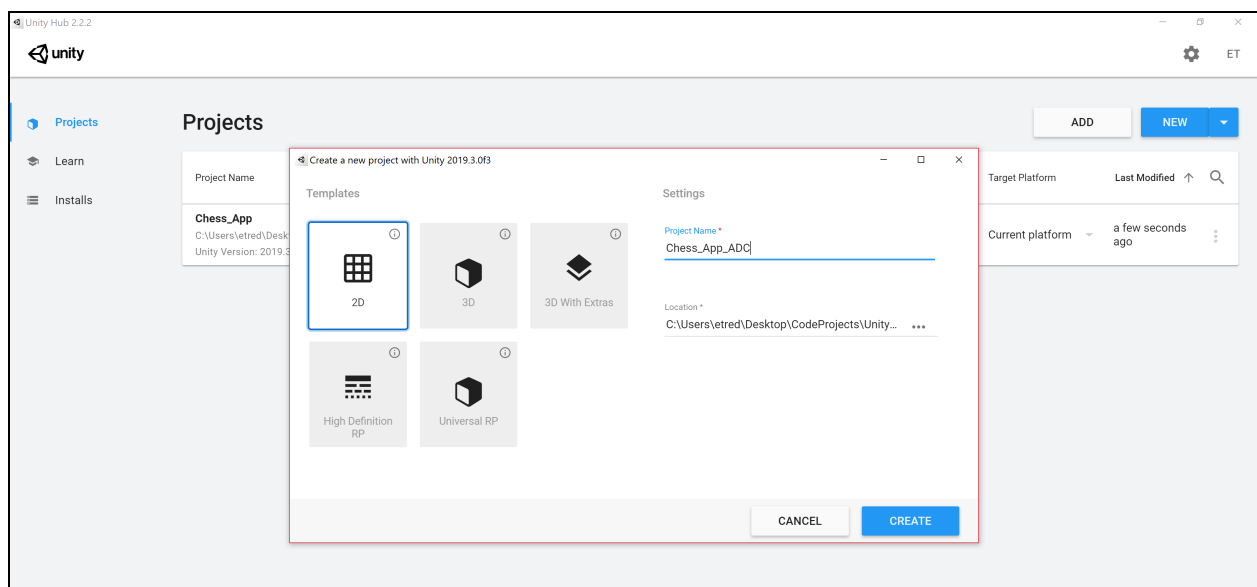 Unity Hub 2.2.2
unity
ET
Projects
Learn
Installs
Projects
ADD
NEW
Project Name
Target Platform
Last Modified
Chess_App
C:\Users\etred\Desk
Unity Version: 2019.3
Current platform
a few seconds
ago
Create a new project with Unity 2019.3.0f3
Templates
Settings
2D
3D
3D With Extras
High Definition
RP
Universal RP
Project Name *
Chess_App_ADC
Location *
C:\Users\etred\Desktop\CodeProjects\Unity...
CANCEL
CREATE